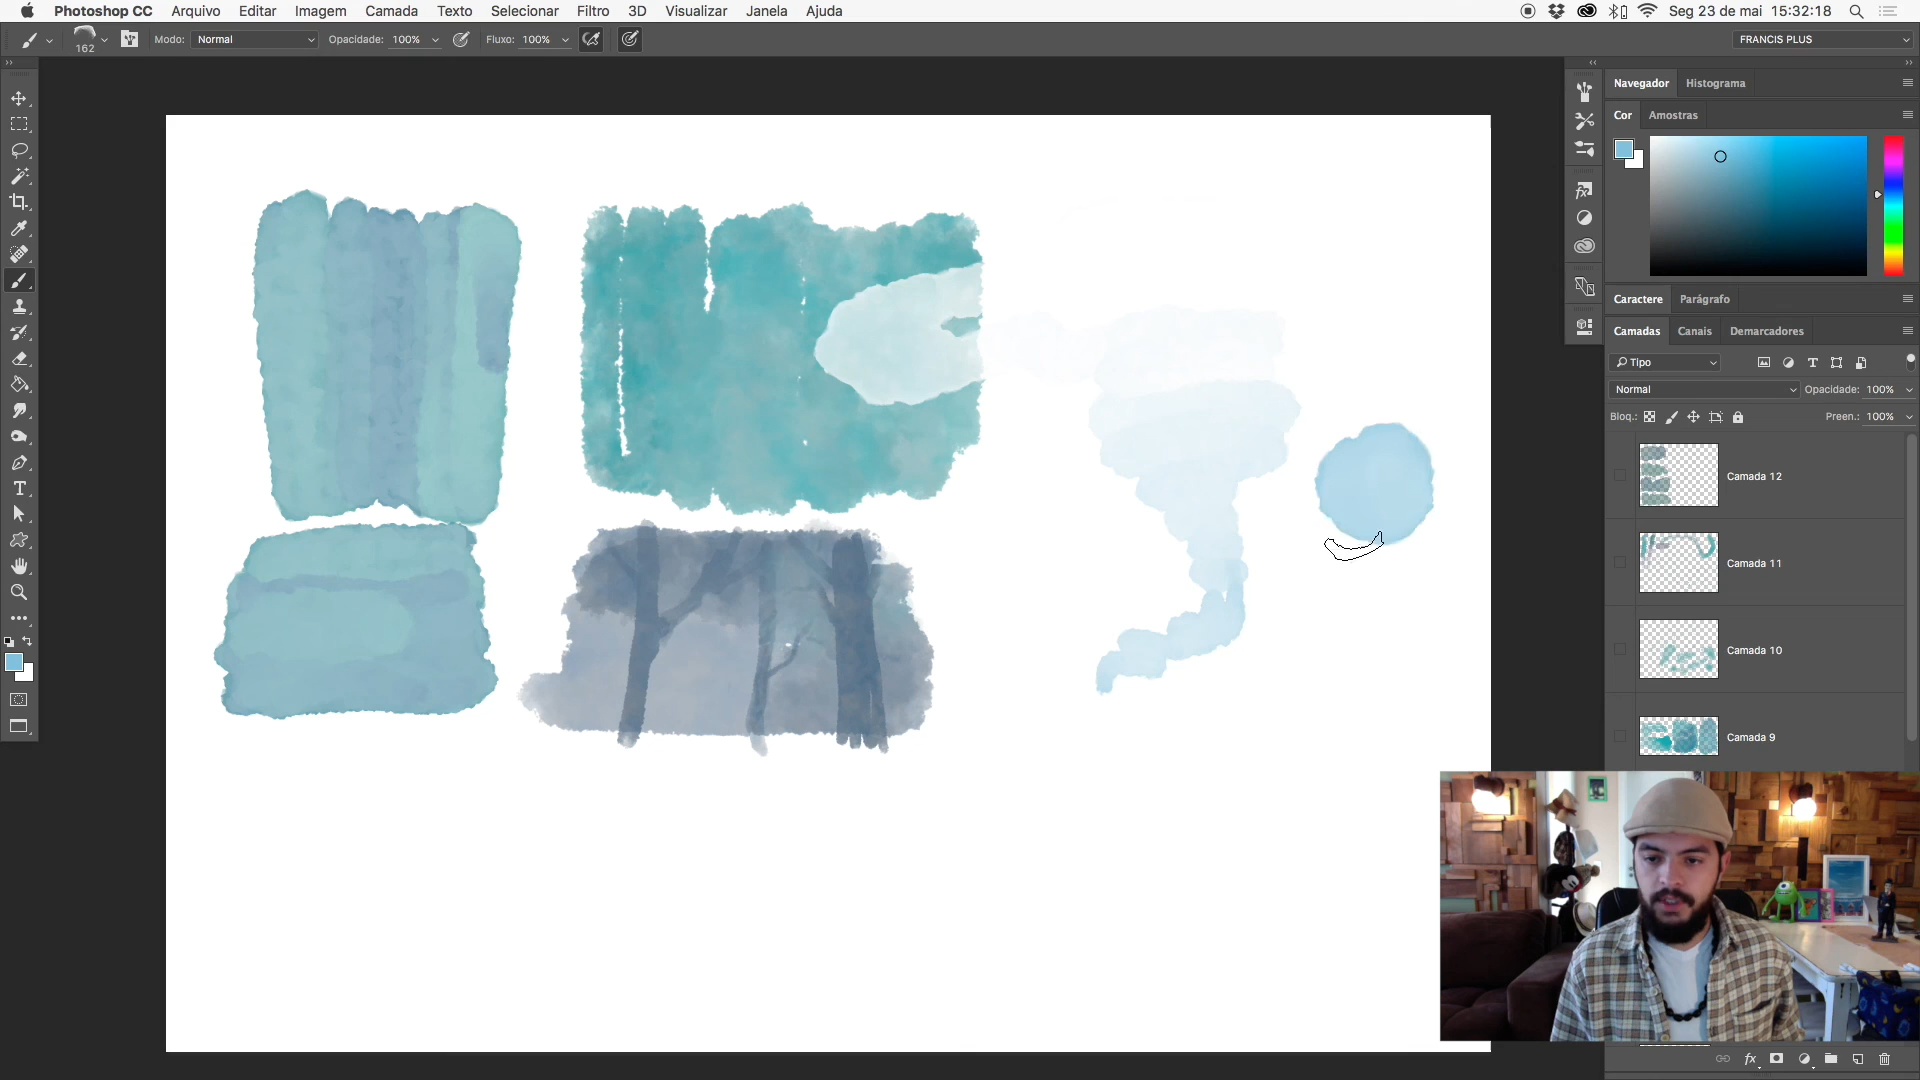 Photoshop CC Arquivo Editar Imagem Camada Texto Selecionar Filtro 3D Visualizar Janela Ajuda Seg 23 de mai 15:32:18
162 Modo: Normal Opacidade: 100% Fluxo: 100% FRANCIS PLUS
Navegador Histograma
Cor Amostras
Caractere Parágrafo
Camadas Canais Demarcadores
Tipo
Normal Opacidade: 100%
Bloq.: Preen.: 100%
Camada 12
Camada 11
Camada 10
Camada 9